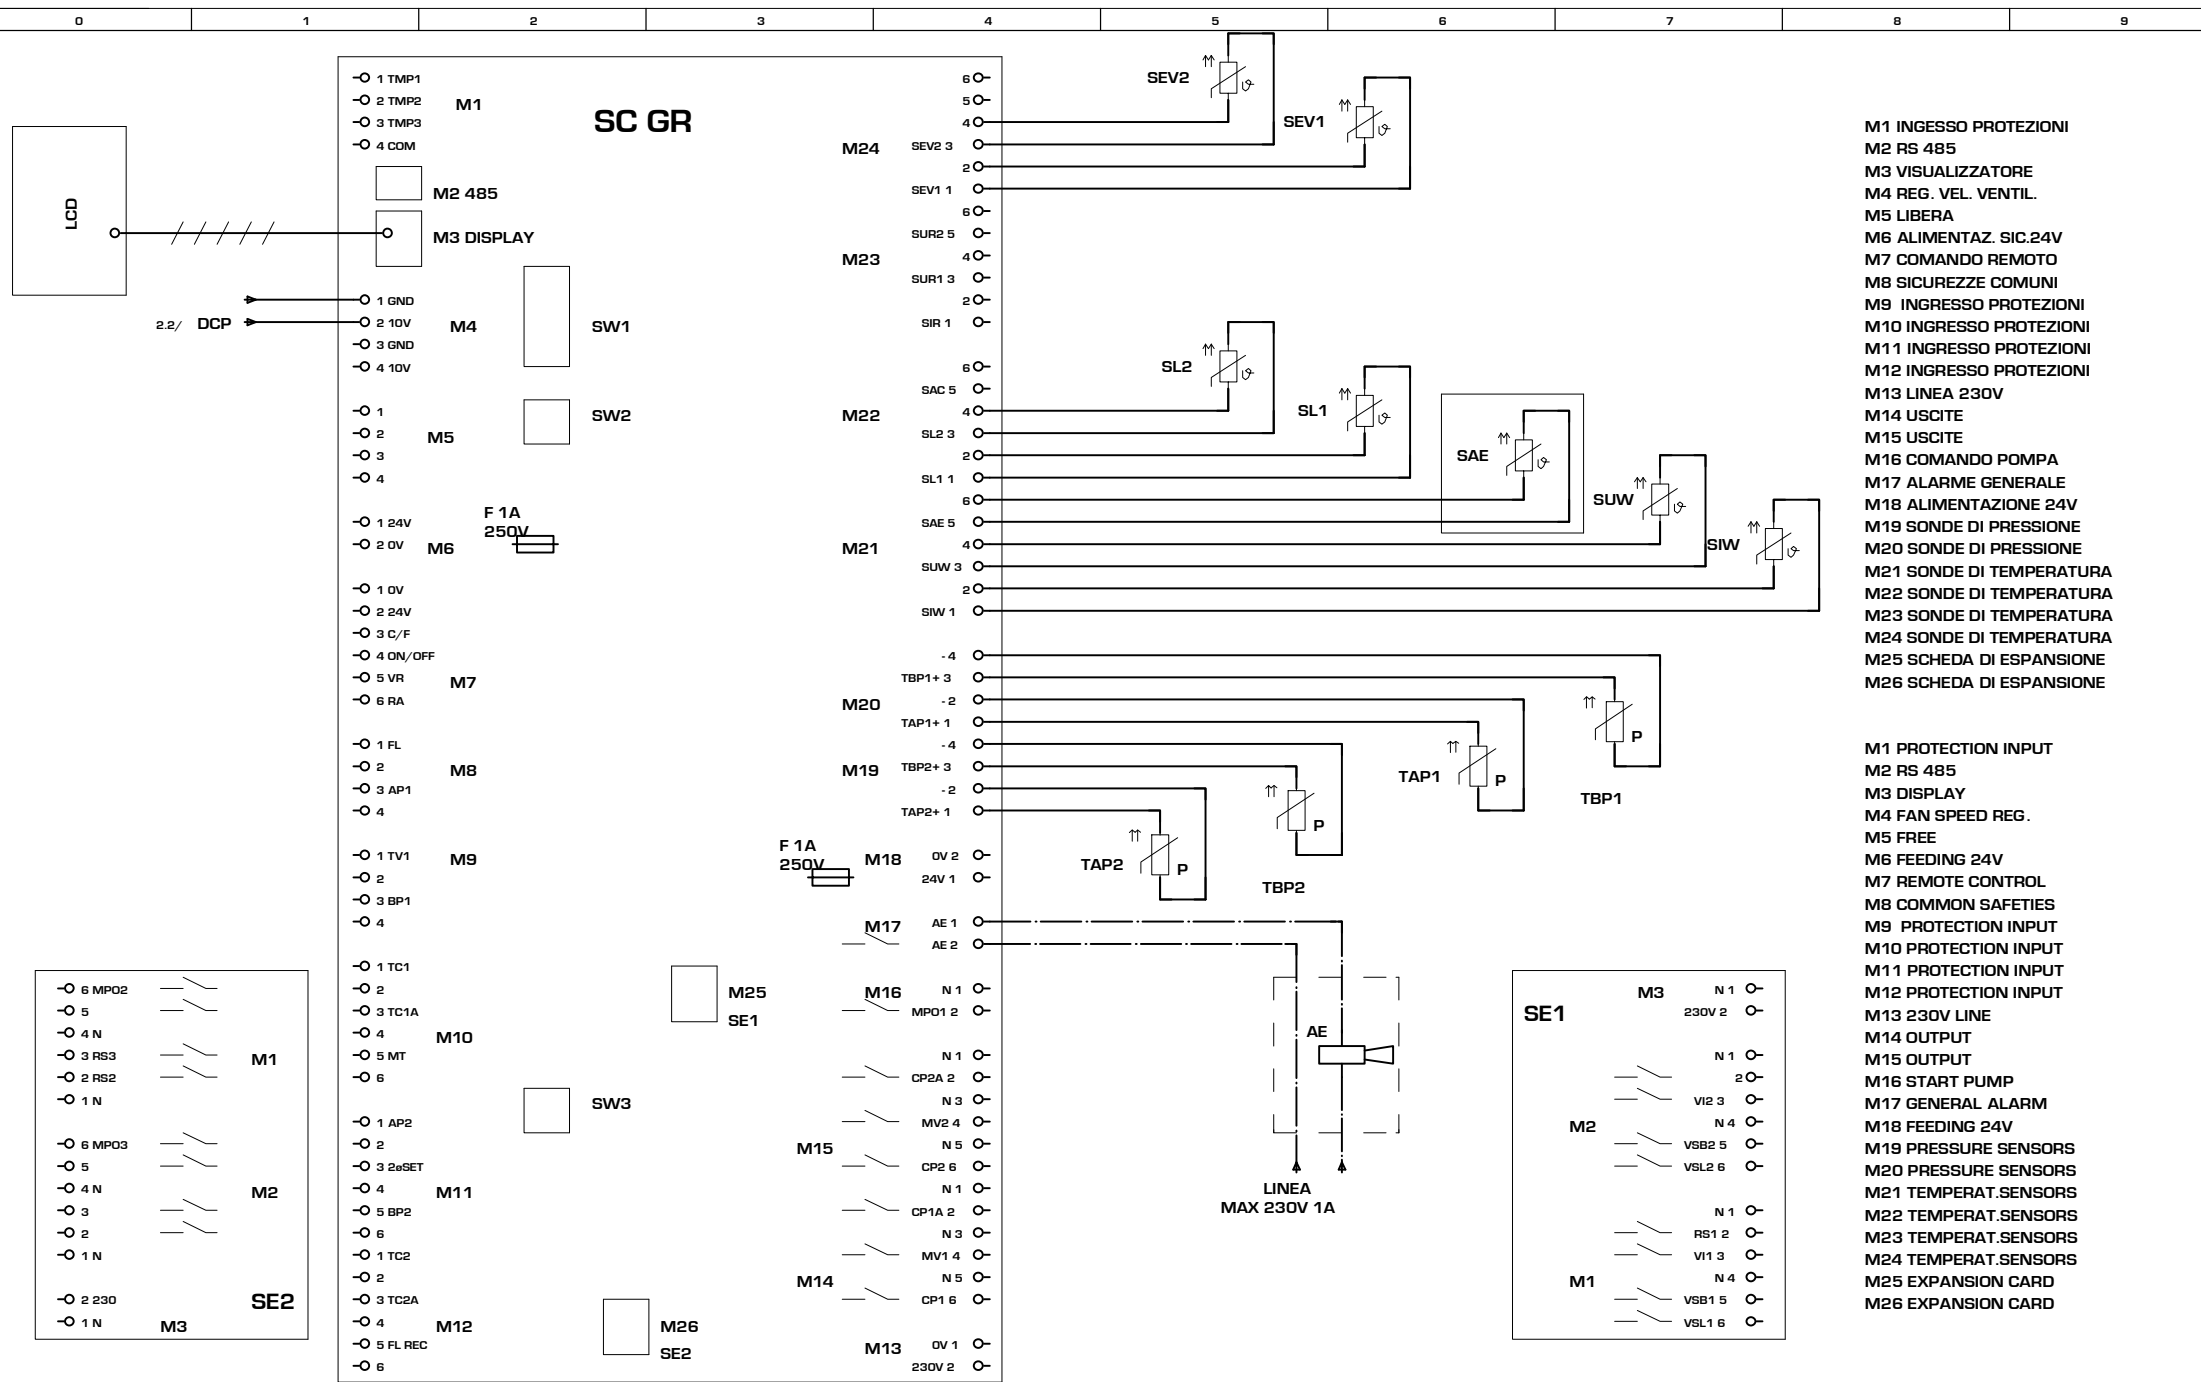 0 1 2 3 4 5 6 7 8 9
SC GR
LCD
1 TMP1
2 TMP2
3 TMP3
4 COM
M1
M2 485
M3 DISPLAY
2.2/ DCP
1 GND
2 10V
3 GND
4 10V
M4
SW1
1
2
3
4
M5
SW2
1 24V
2 0V
M6
F 1A
250V
1 0V
2 24V
3 C/F
4 ON/OFF
5 VR
6 RA
M7
1 FL
2
3 AP1
4
M8
1 TV1
2
3 BP1
4
M9
1 TC1
2
3 TC1A
4
5 MT
6
M10
1 AP2
2
3 2øSET
4
5 BP2
6
M11
1 TC2
2
3 TC2A
4
5 FL REC
6
M12
M25
SE1
SW3
M26
SE2
6
5
4
SEV2 3
2
SEV1 1
M24
6
SUR2 5
4
SUR1 3
2
SIR 1
M23
6
SAC 5
4
SL2 3
2
SL1 1
M22
6
SAE 5
4
SUW 3
2
SIW 1
M21
- 4
TBP1+ 3
- 2
TAP1+ 1
M20
- 4
TBP2+ 3
- 2
TAP2+ 1
M19
F 1A
250V
M18
0V 2
24V 1
M17
AE 1
AE 2
M16
N 1
MPO1 2
N 1
CP2A 2
N 3
MV2 4
N 5
CP2 6
M15
N 1
CP1A 2
N 3
MV1 4
N 5
CP1 6
M14
M13
0V 1
230V 2
SEV2
SEV1
SL2
SL1
SAE
SUW
SIW
TBP1
P
TAP1
P
TBP2
P
TAP2
P
AE
LINEA
MAX 230V 1A
6 MPO2
5
4 N
3 RS3
2 RS2
1 N
M1
6 MPO3
5
4 N
3
2
1 N
M2
2 230
1 N
M3
SE2
SE1
M3
N 1
230V 2
N 1
2
VI2 3
N 4
VSB2 5
VSL2 6
M2
N 1
RS1 2
VI1 3
N 4
VSB1 5
VSL1 6
M1
M1 INGESSO PROTEZIONI
M2 RS 485
M3 VISUALIZZATORE
M4 REG. VEL. VENTIL.
M5 LIBERA
M6 ALIMENTAZ. SIC.24V
M7 COMANDO REMOTO
M8 SICUREZZE COMUNI
M9 INGRESSO PROTEZIONI
M10 INGRESSO PROTEZIONI
M11 INGRESSO PROTEZIONI
M12 INGRESSO PROTEZIONI
M13 LINEA 230V
M14 USCITE
M15 USCITE
M16 COMANDO POMPA
M17 ALARME GENERALE
M18 ALIMENTAZIONE 24V
M19 SONDE DI PRESSIONE
M20 SONDE DI PRESSIONE
M21 SONDE DI TEMPERATURA
M22 SONDE DI TEMPERATURA
M23 SONDE DI TEMPERATURA
M24 SONDE DI TEMPERATURA
M25 SCHEDA DI ESPANSIONE
M26 SCHEDA DI ESPANSIONE
M1 PROTECTION INPUT
M2 RS 485
M3 DISPLAY
M4 FAN SPEED REG.
M5 FREE
M6 FEEDING 24V
M7 REMOTE CONTROL
M8 COMMON SAFETIES
M9 PROTECTION INPUT
M10 PROTECTION INPUT
M11 PROTECTION INPUT
M12 PROTECTION INPUT
M13 230V LINE
M14 OUTPUT
M15 OUTPUT
M16 START PUMP
M17 GENERAL ALARM
M18 FEEDING 24V
M19 PRESSURE SENSORS
M20 PRESSURE SENSORS
M21 TEMPERAT.SENSORS
M22 TEMPERAT.SENSORS
M23 TEMPERAT.SENSORS
M24 TEMPERAT.SENSORS
M25 EXPANSION CARD
M26 EXPANSION CARD